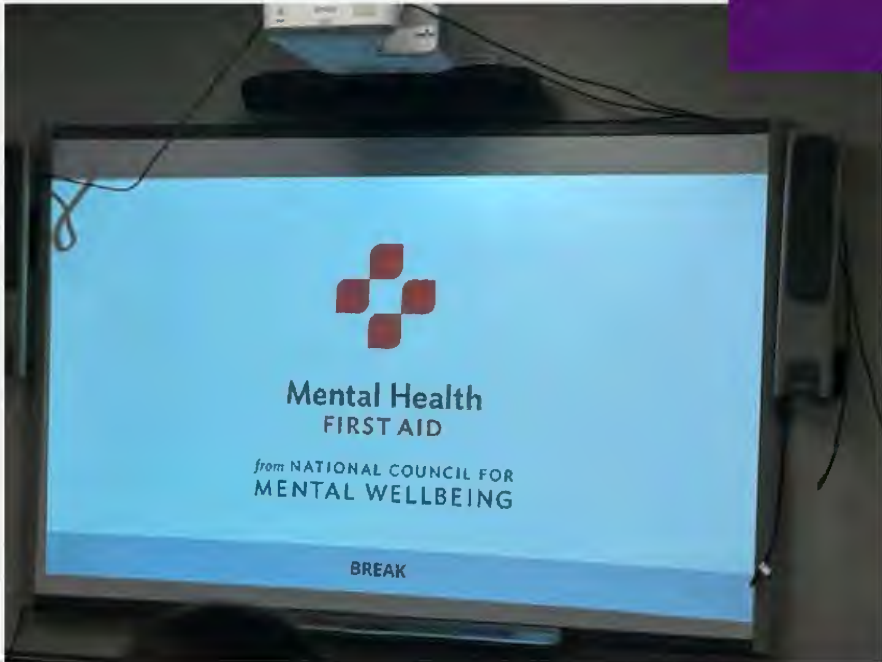 Mental Health
FIRST AID
from NATIONAL COUNCIL FOR
MENTAL WELLBEING
BREAK